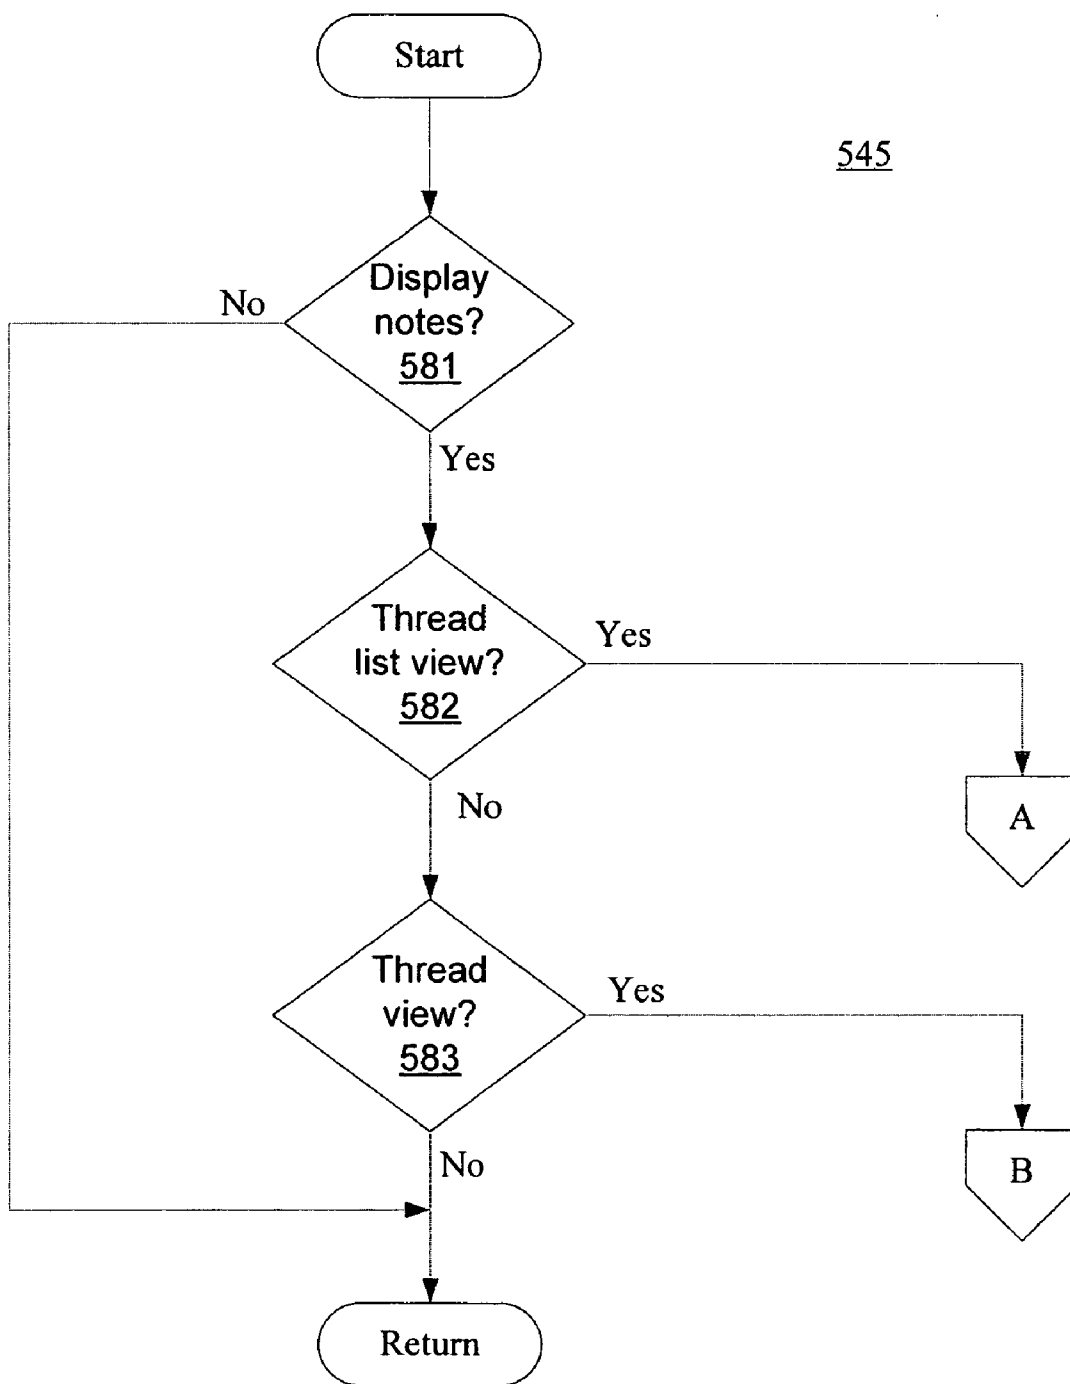 Start
545
Display
notes?
581
No
Yes
Thread
list view?
582
Yes
No
A
Thread
view?
583
Yes
No
B
Return